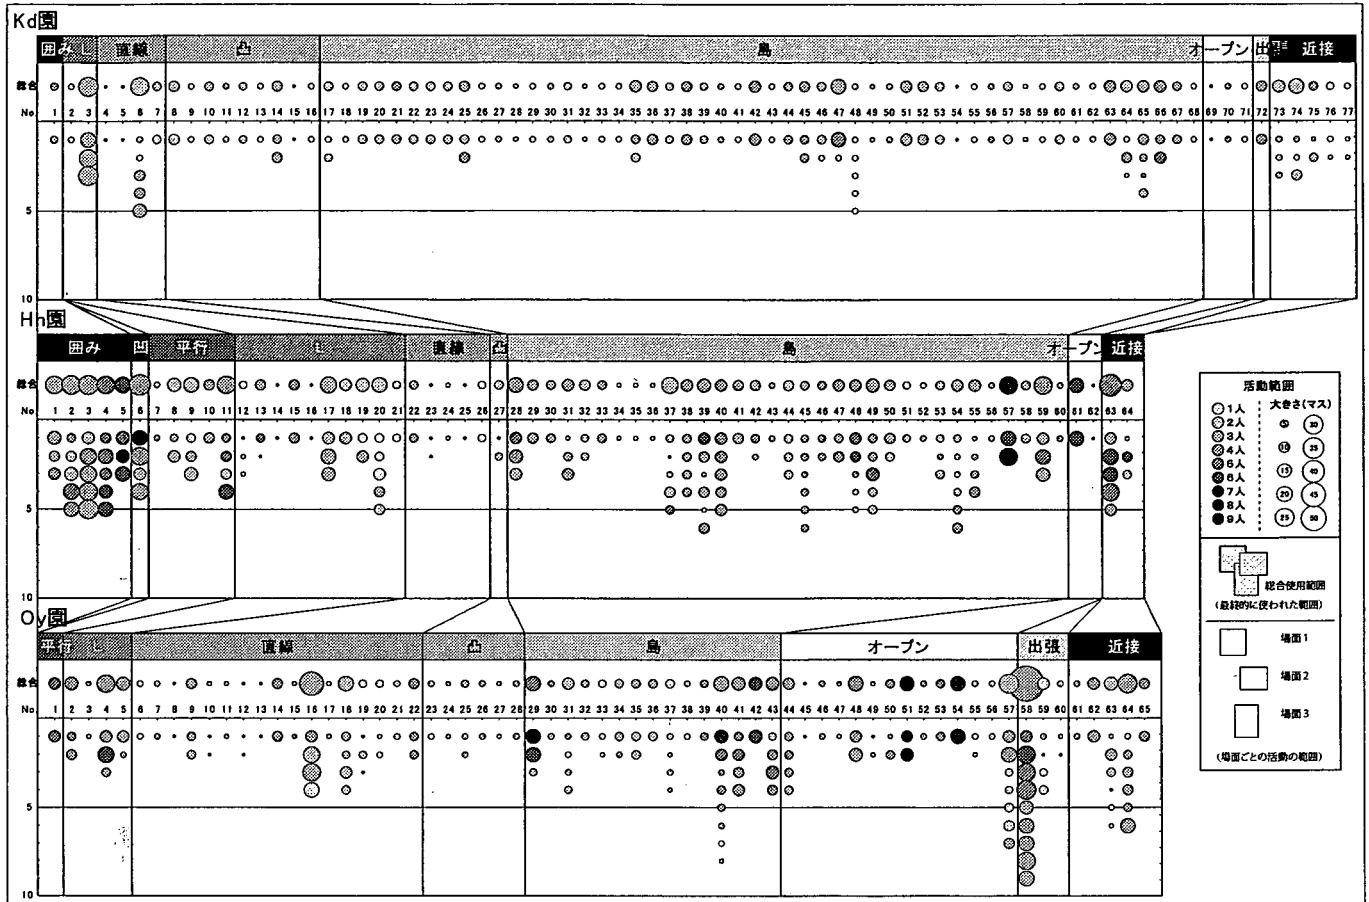 Kd園
囲み L 直線 凸 島 オープン 出張 近接
総合
No. 1 2 3 4 5 6 7 8 9 10 11 12 13 14 15 16 17 18 19 20 21 22 23 24 25 26 27 28 29 30 31 32 33 34 35 36 37 38 39 40 41 42 43 44 45 46 47 48 49 50 51 52 53 54 55 56 57 58 59 60 61 62 63 64 65 66 67 68 69 70 71 72 73 74 75 76 77
5
10
Hn園
囲み 凹 平行 L 直線 凸 島 オープン 近接
総合
No. 1 2 3 4 5 6 7 8 9 10 11 12 13 14 15 16 17 18 19 20 21 22 23 24 25 26 27 28 29 30 31 32 33 34 35 36 37 38 39 40 41 42 43 44 45 46 47 48 49 50 51 52 53 54 55 56 57 58 59 60 61 62 63 64
5
10
Oy園
平行 L 直線 凸 島 オープン 出張 近接
総合
No. 1 2 3 4 5 6 7 8 9 10 11 12 13 14 15 16 17 18 19 20 21 22 23 24 25 26 27 28 29 30 31 32 33 34 35 36 37 38 39 40 41 42 43 44 45 46 47 48 49 50 51 52 53 54 55 56 57 58 59 60 61 62 63 64 65
5
10
活動範囲
大きさ(マス)
1人
2人
3人
4人
5人
6人
7人
8人
9人
5 30
10 35
15 40
20 45
25 50
総合使用範囲
(最終的に使われた範囲)
場面1
場面2
場面3
(場面ごとの活動の範囲)